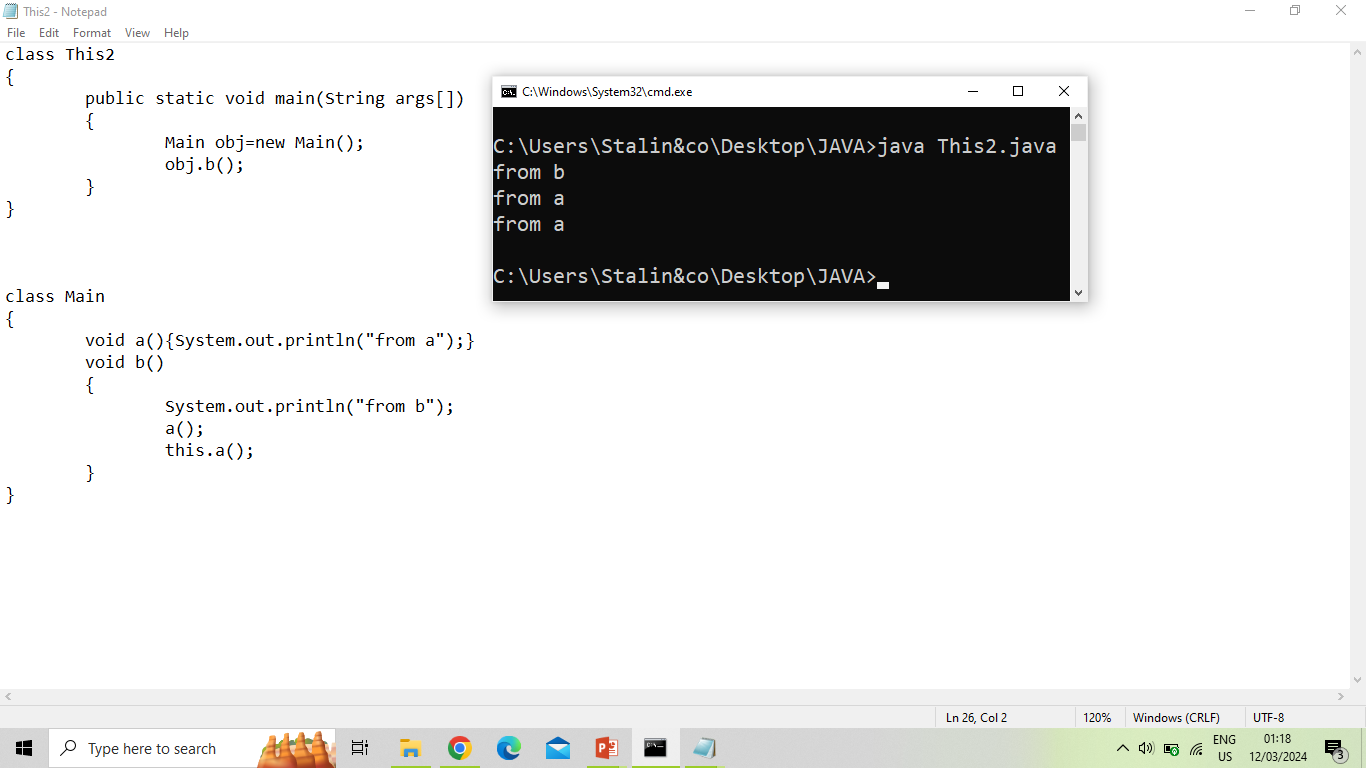 This2 - Notepad
File Edit Format View Help
class This2
{
public static void main(String args[])
{
Main obj=new Main();
obj.b();
}
}
class Main
{
void a(){System.out.println("from a");}
void b()
{
System.out.println("from b");
a();
this.a();
}
}
C:\Windows\System32\cmd.exe
C:\Users\Stalin&co\Desktop\JAVA>java This2.java
from b
from a
from a
C:\Users\Stalin&co\Desktop\JAVA>
Ln 26, Col 2 120% Windows (CRLF) UTF-8
Type here to search
ENG
US
01:18
12/03/2024
3